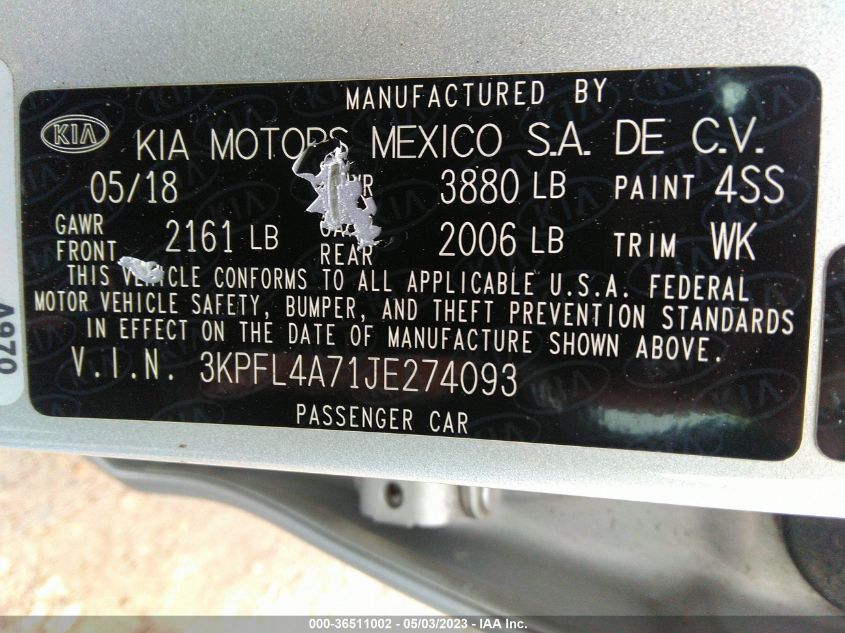 MANUFACTURED BY
KIA KIA MOTORS MEXICO S.A. DE C.V.
05/18 3880 LB PAINT 4SS
GAWR FRONT 2161 LB REAR 2006 LB TRIM WK
THIS VEHICLE CONFORMS TO ALL APPLICABLE U.S.A. FEDERAL
MOTOR VEHICLE SAFETY, BUMPER, AND THEFT PREVENTION STANDARDS
IN EFFECT ON THE DATE OF MANUFACTURE SHOWN ABOVE.
V.I.N. 3KPFL4A71JE274093
PASSENGER CAR
000-36511002 - 05/03/2023 - IAA Inc.